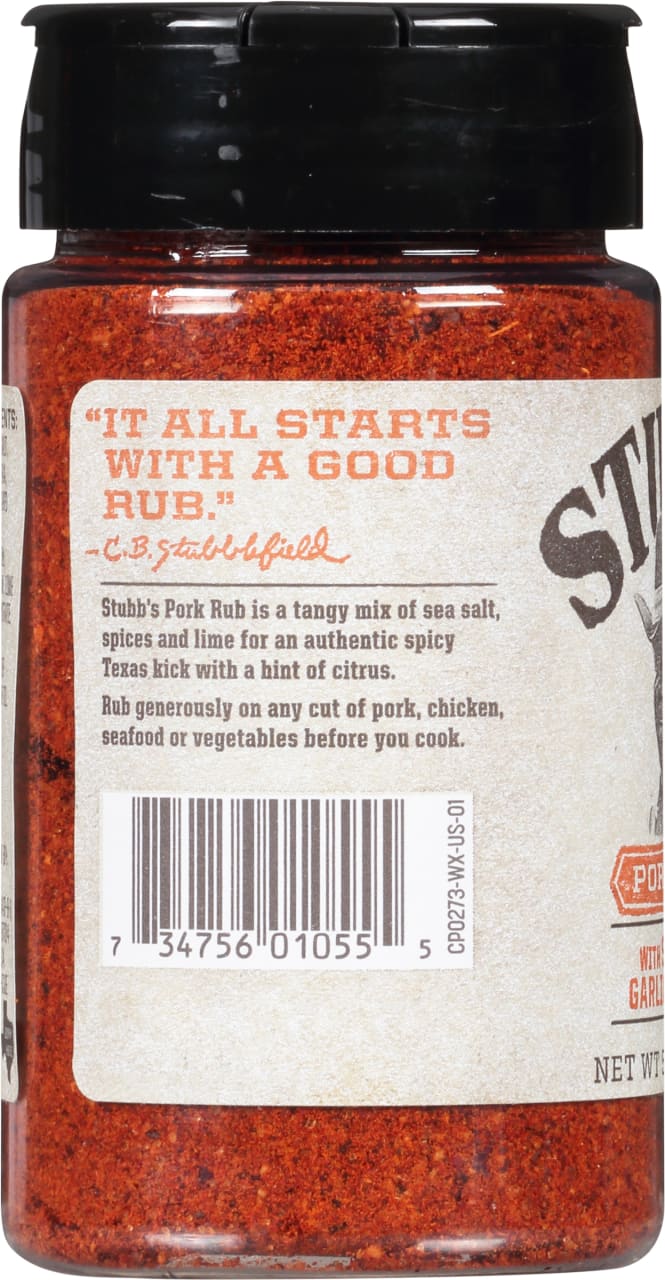 “IT ALL STARTS
WITH A GOOD
RUB.”
-C.B. Stubblefield
Stubb's Pork Rub is a tangy mix of sea salt,
spices and lime for an authentic spicy
Texas kick with a hint of citrus.
Rub generously on any cut of pork, chicken,
seafood or vegetables before you cook.
7 34756 01055 5
CP0273-WX-US-01
WITH
NET WT